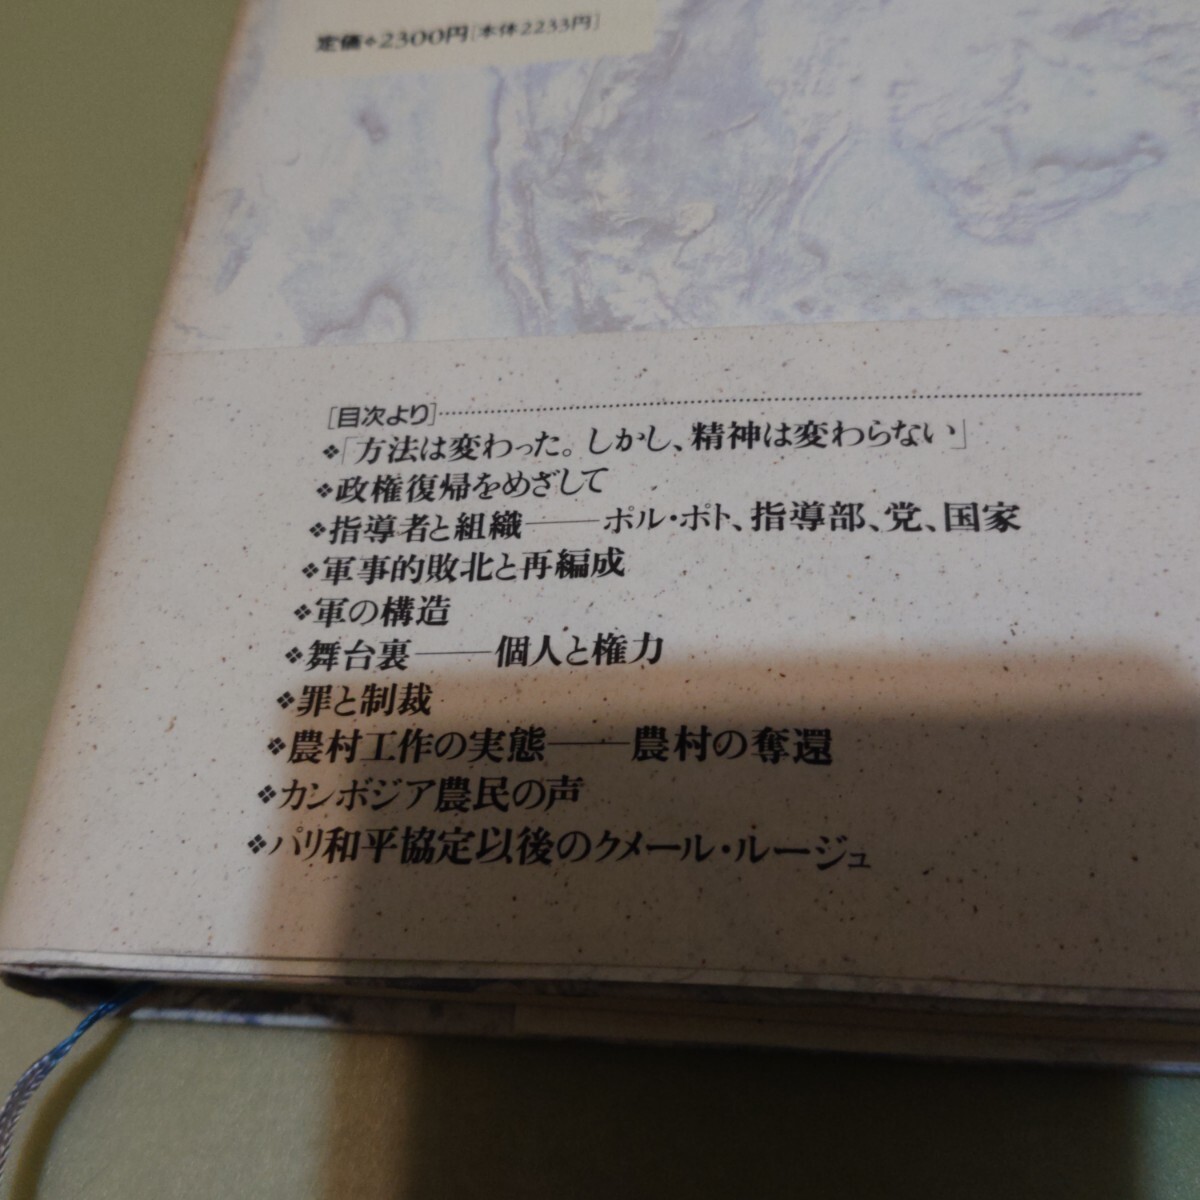 定価❖2300円[本体2233円]
[目次より]
❖「方法は変わった。しかし、精神は変わらない」
❖政権復帰をめざして
❖指導者と組織──ポル・ポト、指導部、党、国家
❖軍事的敗北と再編成
❖軍の構造
❖舞台裏──個人と権力
❖罪と制裁
❖農村工作の実態──農村の奪還
❖カンボジア農民の声
❖パリ和平協定以後のクメール・ルージュ